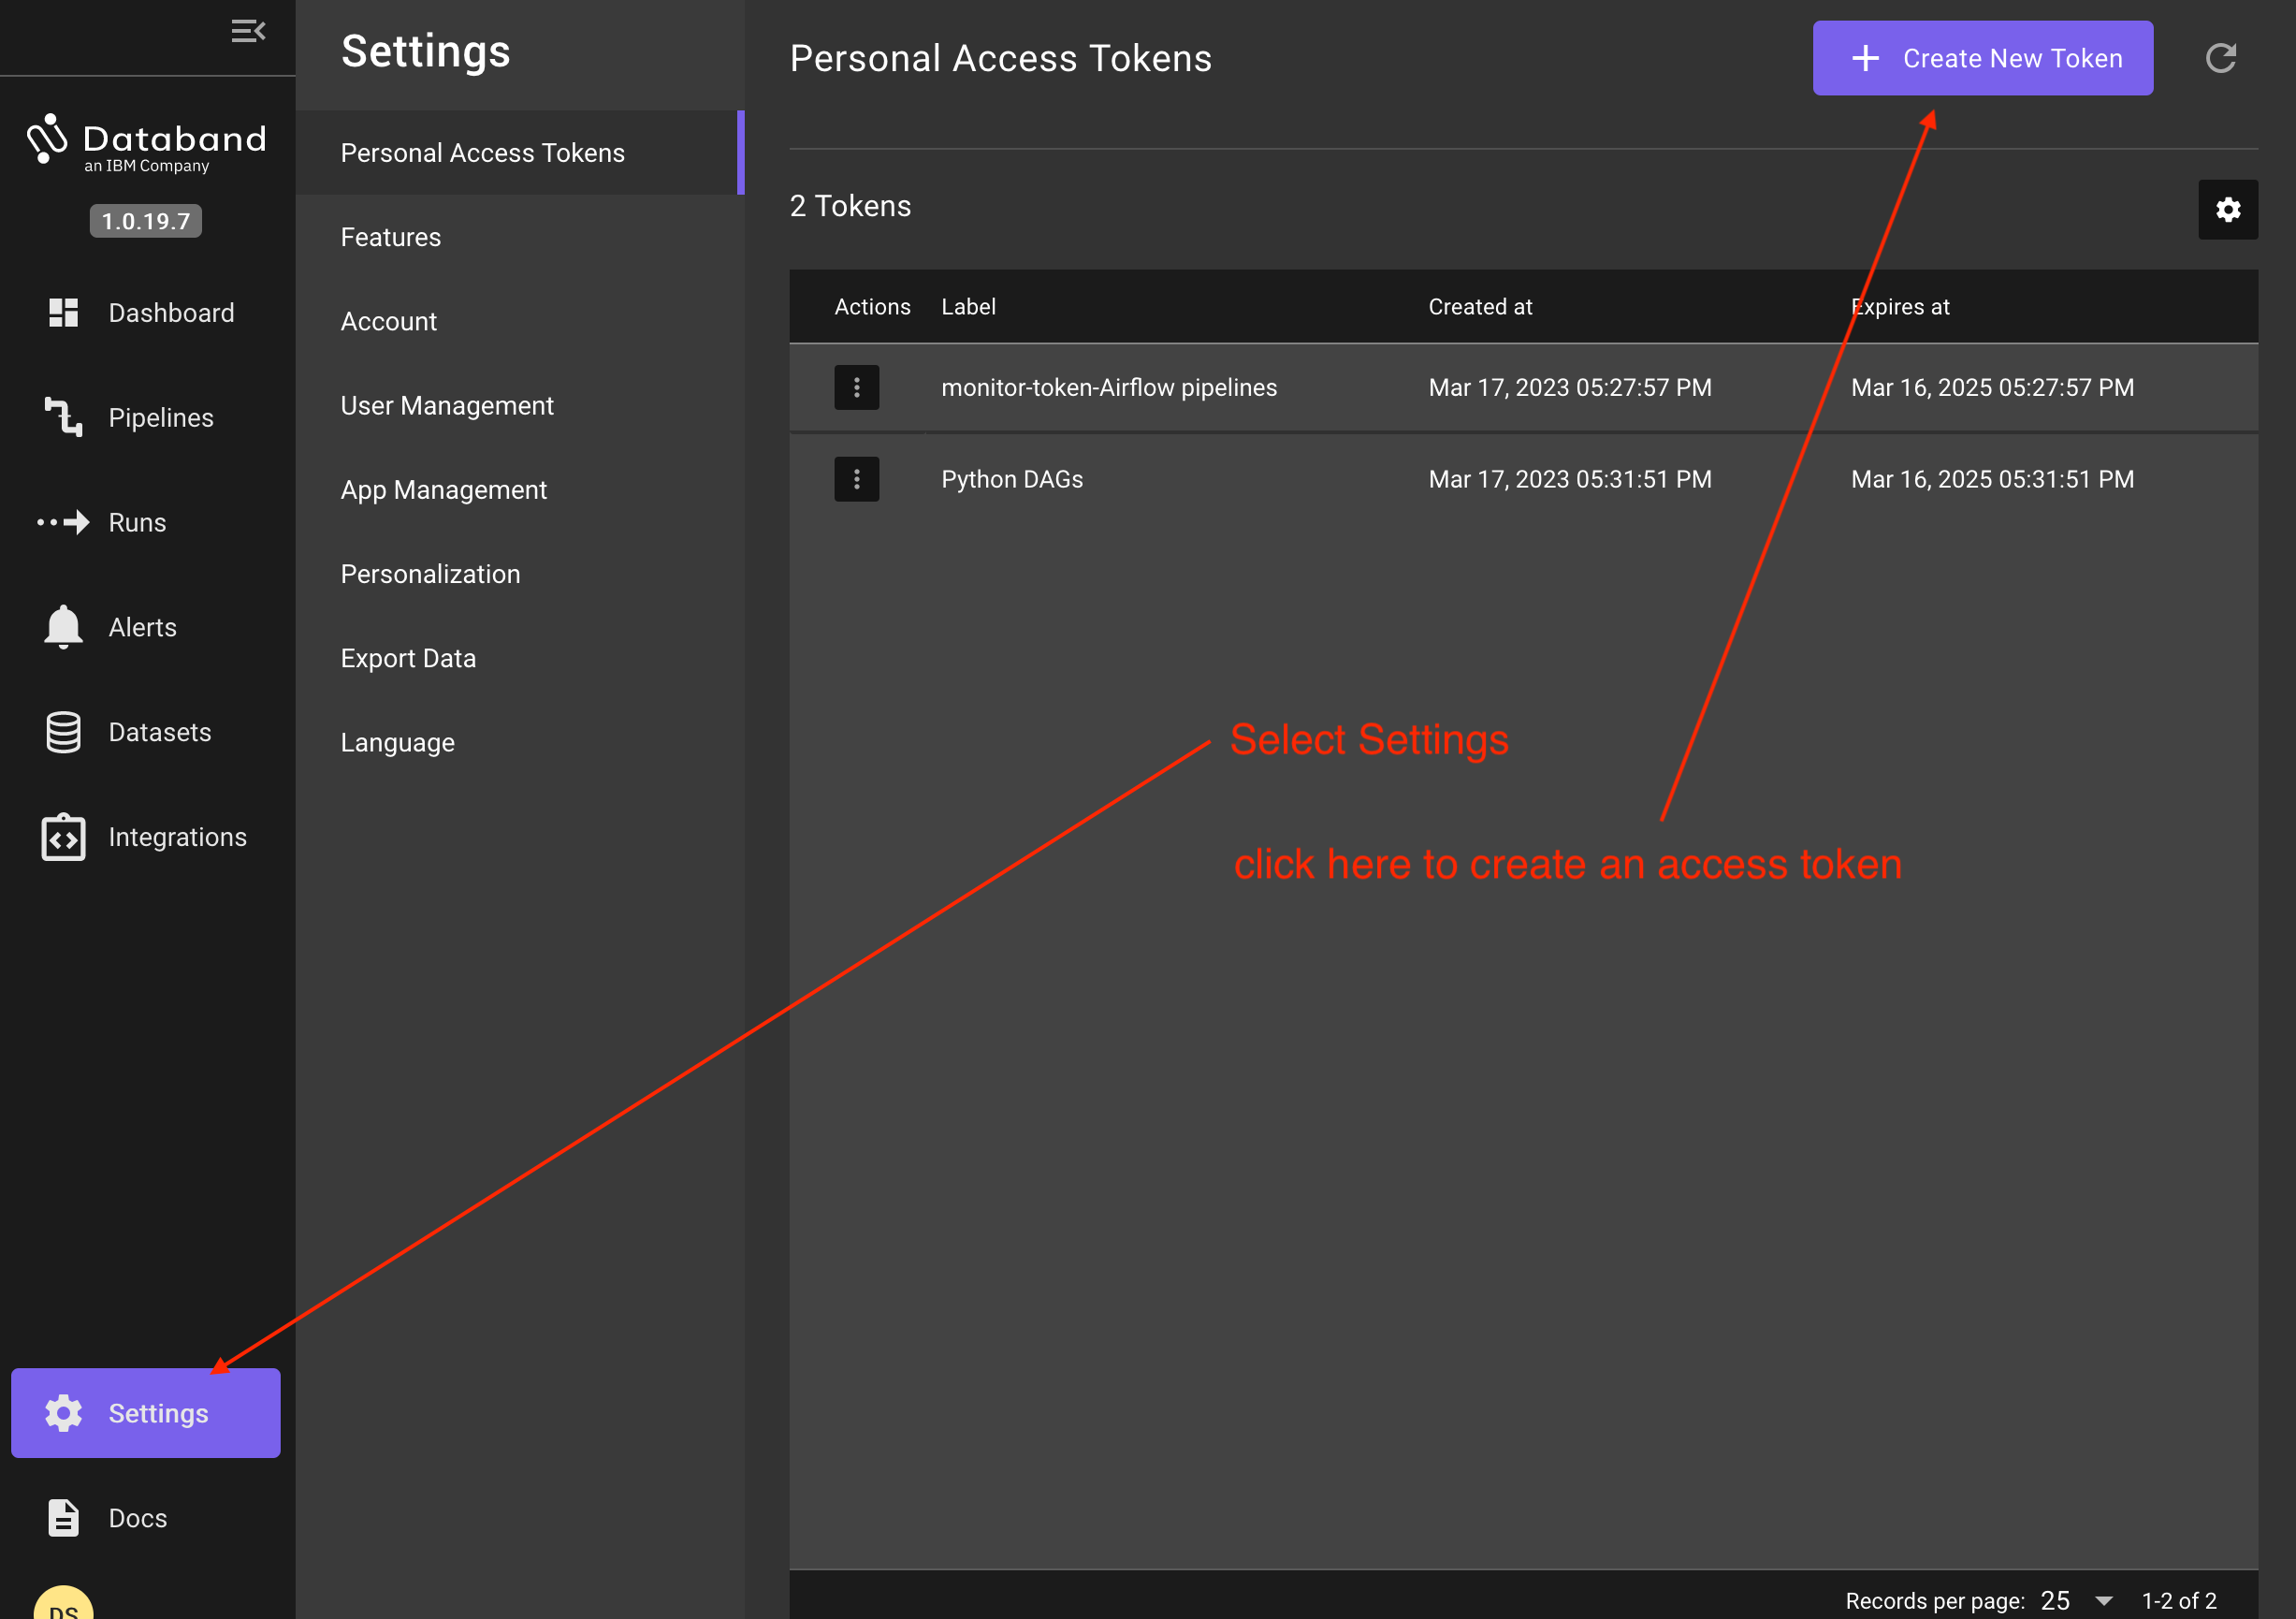 Databand
an IBM Company
1.0.19.7
Dashboard
Pipelines
Runs
Alerts
Datasets
Integrations
Settings
Docs
DS
Settings
Personal Access Tokens
Features
Account
User Management
App Management
Personalization
Export Data
Language
Personal Access Tokens
Create New Token
2 Tokens
Actions Label Created at Expires at
monitor-token-Airflow pipelines Mar 17, 2023 05:27:57 PM Mar 16, 2025 05:27:57 PM
Python DAGs Mar 17, 2023 05:31:51 PM Mar 16, 2025 05:31:51 PM
Select Settings
click here to create an access token
Records per page: 25 1-2 of 2